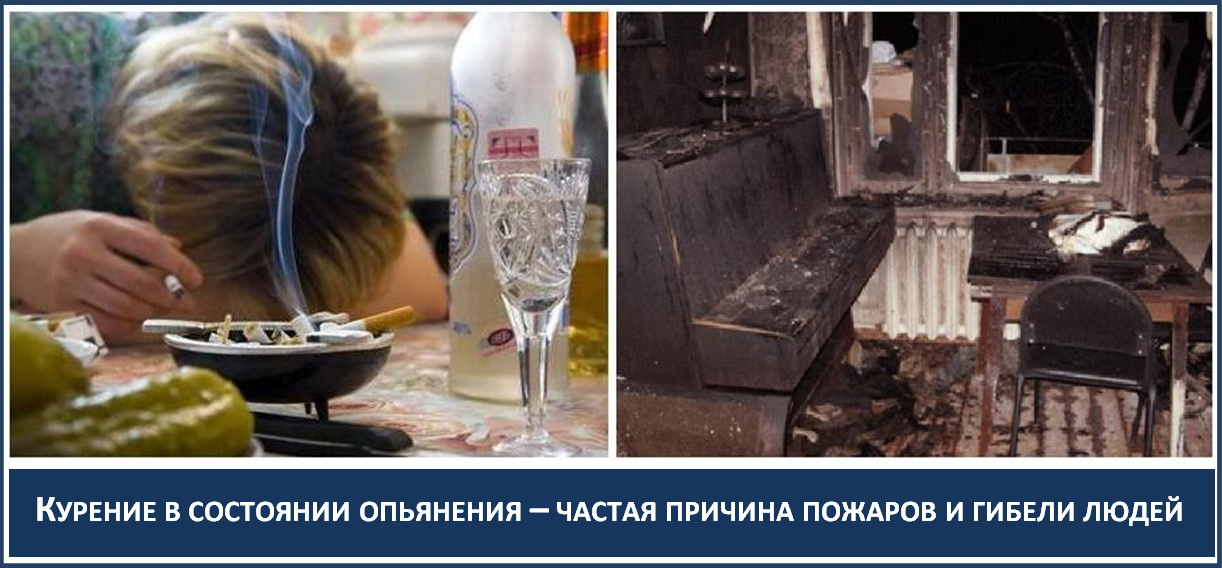 КУРЕНИЕ В СОСТОЯНИИ ОПЬЯНЕНИЯ – ЧАСТАЯ ПРИЧИНА ПОЖАРОВ И ГИБЕЛИ ЛЮДЕЙ